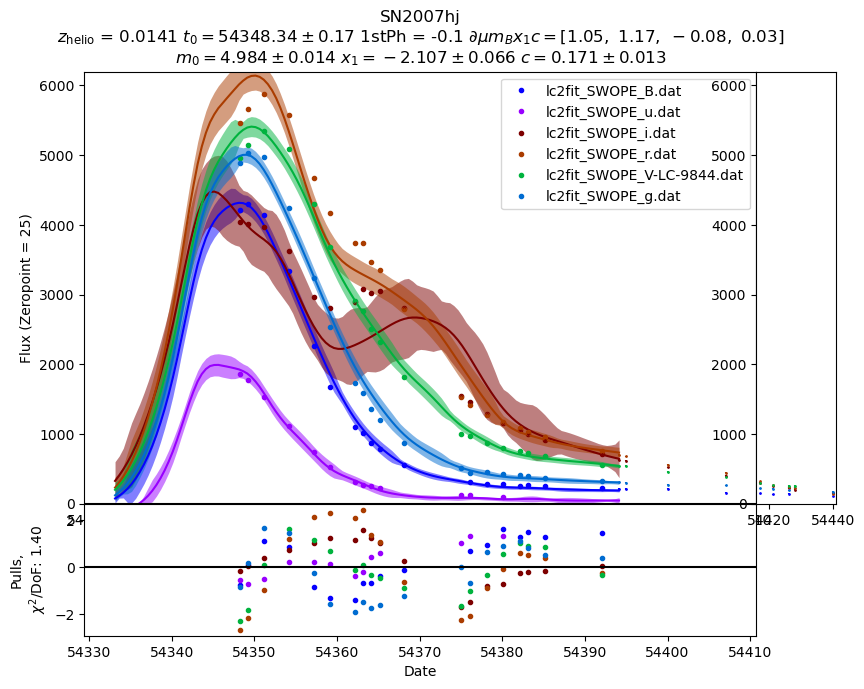 SN2007hj
z_helio = 0.0141 t_0 = 54348.34 ± 0.17 1stPh = -0.1 ∂μm_Bx_1c = [1.05, 1.17, − 0.08, 0.03]
m_0 = 4.984 ± 0.014 x_1 = − 2.107 ± 0.066 c = 0.171 ± 0.013
lc2fit_SWOPE_B.dat
lc2fit_SWOPE_u.dat
lc2fit_SWOPE_i.dat
lc2fit_SWOPE_r.dat
lc2fit_SWOPE_V-LC-9844.dat
lc2fit_SWOPE_g.dat
Flux (Zeropoint = 25)
6000
5000
4000
3000
2000
1000
0
6000
5000
4000
3000
2000
1000
0
54420
54440
Pulls,
χ²/DoF: 1.40
0
−2
54330 54340 54350 54360 54370 54380 54390 54400 54410
Date